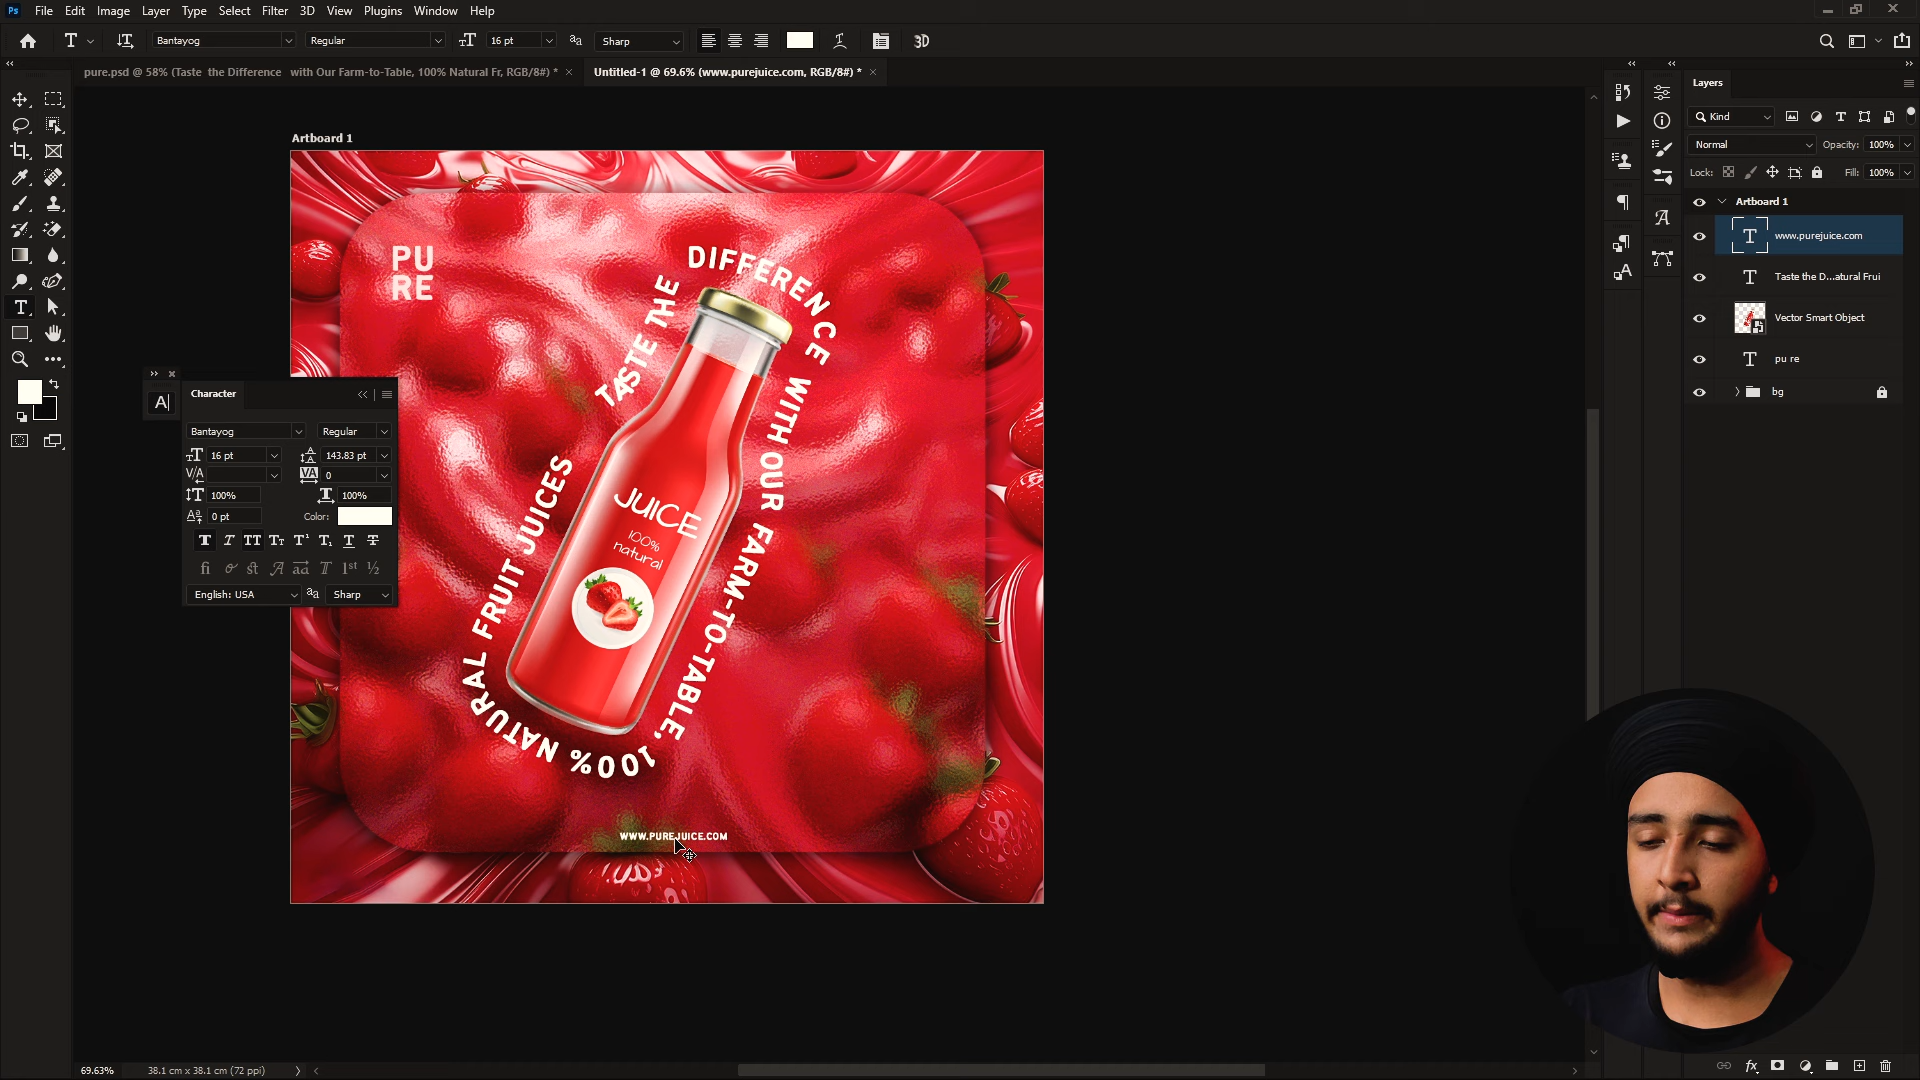 Ps File Edit Image Layer Type Select Filter 3D View Plugins Window Help
Bantayog Regular 16 pt Sharp 3D
pure.psd @ 58% (Taste the Difference with Our Farm-to-Table, 100% Natural Fr, RGB/8#) *
Untitled-1 @ 69.6% (www.purejuice.com, RGB/8#) *
Artboard 1
PU
RE
TASTE THE DIFFERENCE WITH OUR FARM-TO-TABLE, 100% NATURAL FRUIT JUICES
JUICE
100%
natural
WWW.PUREJUICE.COM
Character
Bantayog Regular
16 pt 143.83 pt
0
100% 100%
0 pt Color:
English: USA Sharp
Layers
Kind
Normal Opacity: 100%
Lock: Fill: 100%
Artboard 1
www.purejuice.com
Taste the D...atural Frui
Vector Smart Object
pu re
bg
69.63% 38.1 cm x 38.1 cm (72 ppi)